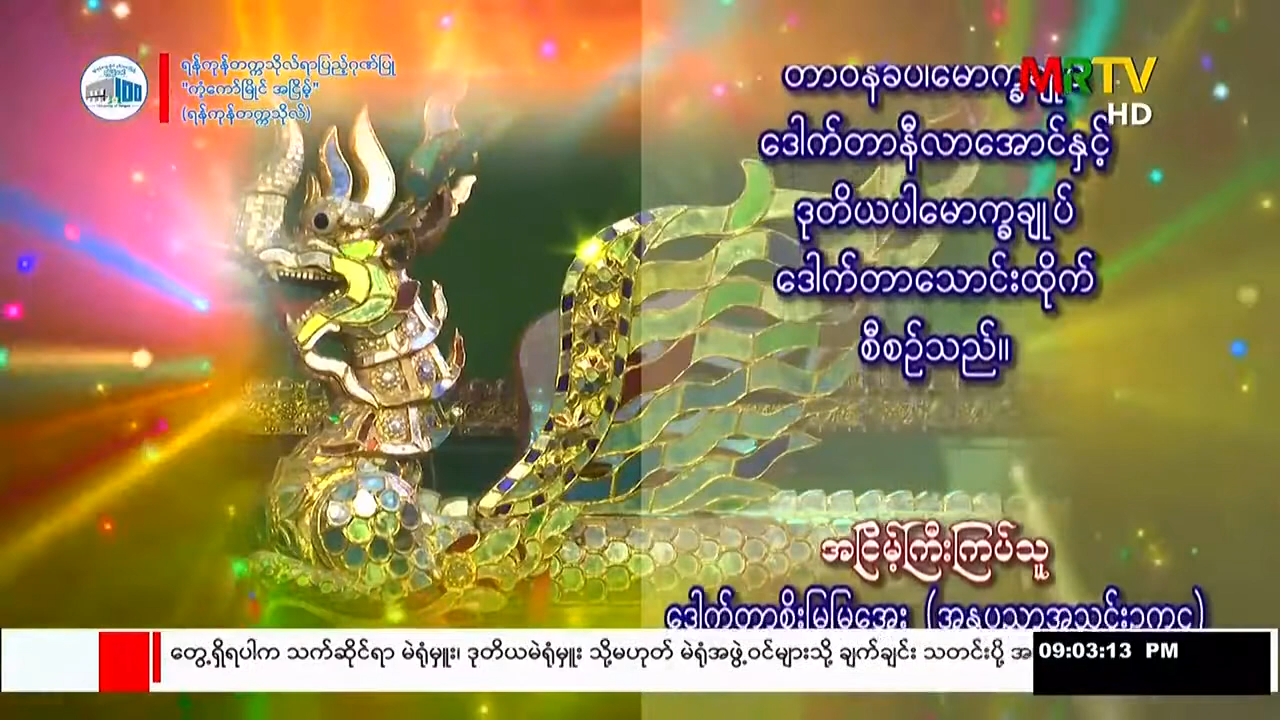 ရန်ကုန်တက္ကသိုလ်ရာပြည့်ဂုဏ်ပြု
"ကံ့ကော်မြိုင် အငြိမ့်"
(ရန်ကုန်တက္ကသိုလ်)
100
MRTV
HD
တာဝန်ခံပါမောက္ခချုပ်
ဒေါက်တာနီလာအောင်နှင့်
ဒုတိယပါမောက္ခချုပ်
ဒေါက်တာသောင်းထိုက်
စီစဉ်သည်။
အငြိမ့်ကြီးကြပ်သူ
ဒေါက်တာစိုးမြမြအေး (အနုပညာအသင်းဥက္ကဋ္ဌ)
တွေ့ရှိရပါက သက်ဆိုင်ရာ မဲရုံမှူး၊ ဒုတိယမဲရုံမှူး သို့မဟုတ် မဲရုံအဖွဲ့ဝင်များသို့ ချက်ချင်း သတင်းပို့ အ
09:03:13 PM